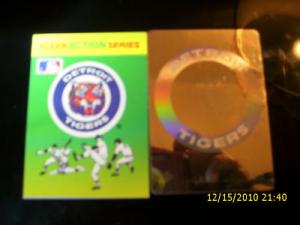 FLEER ACTION SERIES
DETROIT
TIGERS
DETROIT
TIGERS
12/15/2010 21:40